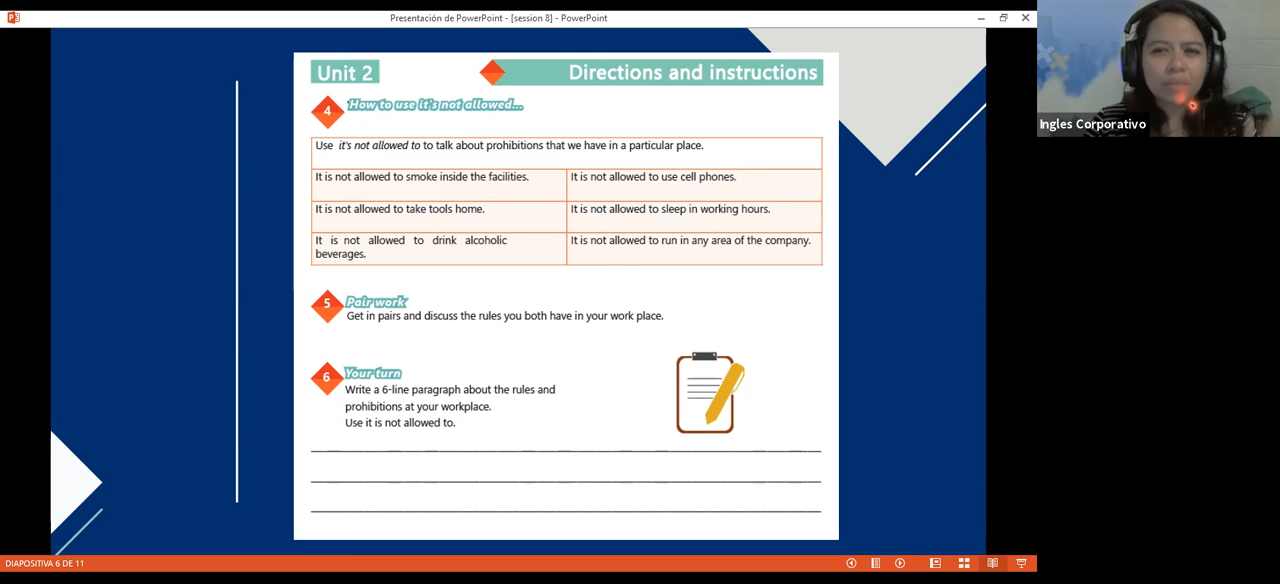 Presentación de PowerPoint - [session 8] - PowerPoint
Ingles Corporativo
Unit 2
Directions and instructions
4
How to use it's not allowed...
Use it's not allowed to to talk about prohibitions that we have in a particular place.
It is not allowed to smoke inside the facilities.
It is not allowed to use cell phones.
It is not allowed to take tools home.
It is not allowed to sleep in working hours.
It is not allowed to drink alcoholic
beverages.
It is not allowed to run in any area of the company.
5
Pair work
Get in pairs and discuss the rules you both have in your work place.
6
Your turn
Write a 6-line paragraph about the rules and
prohibitions at your workplace.
Use it is not allowed to.
DIAPOSITIVA 6 DE 11